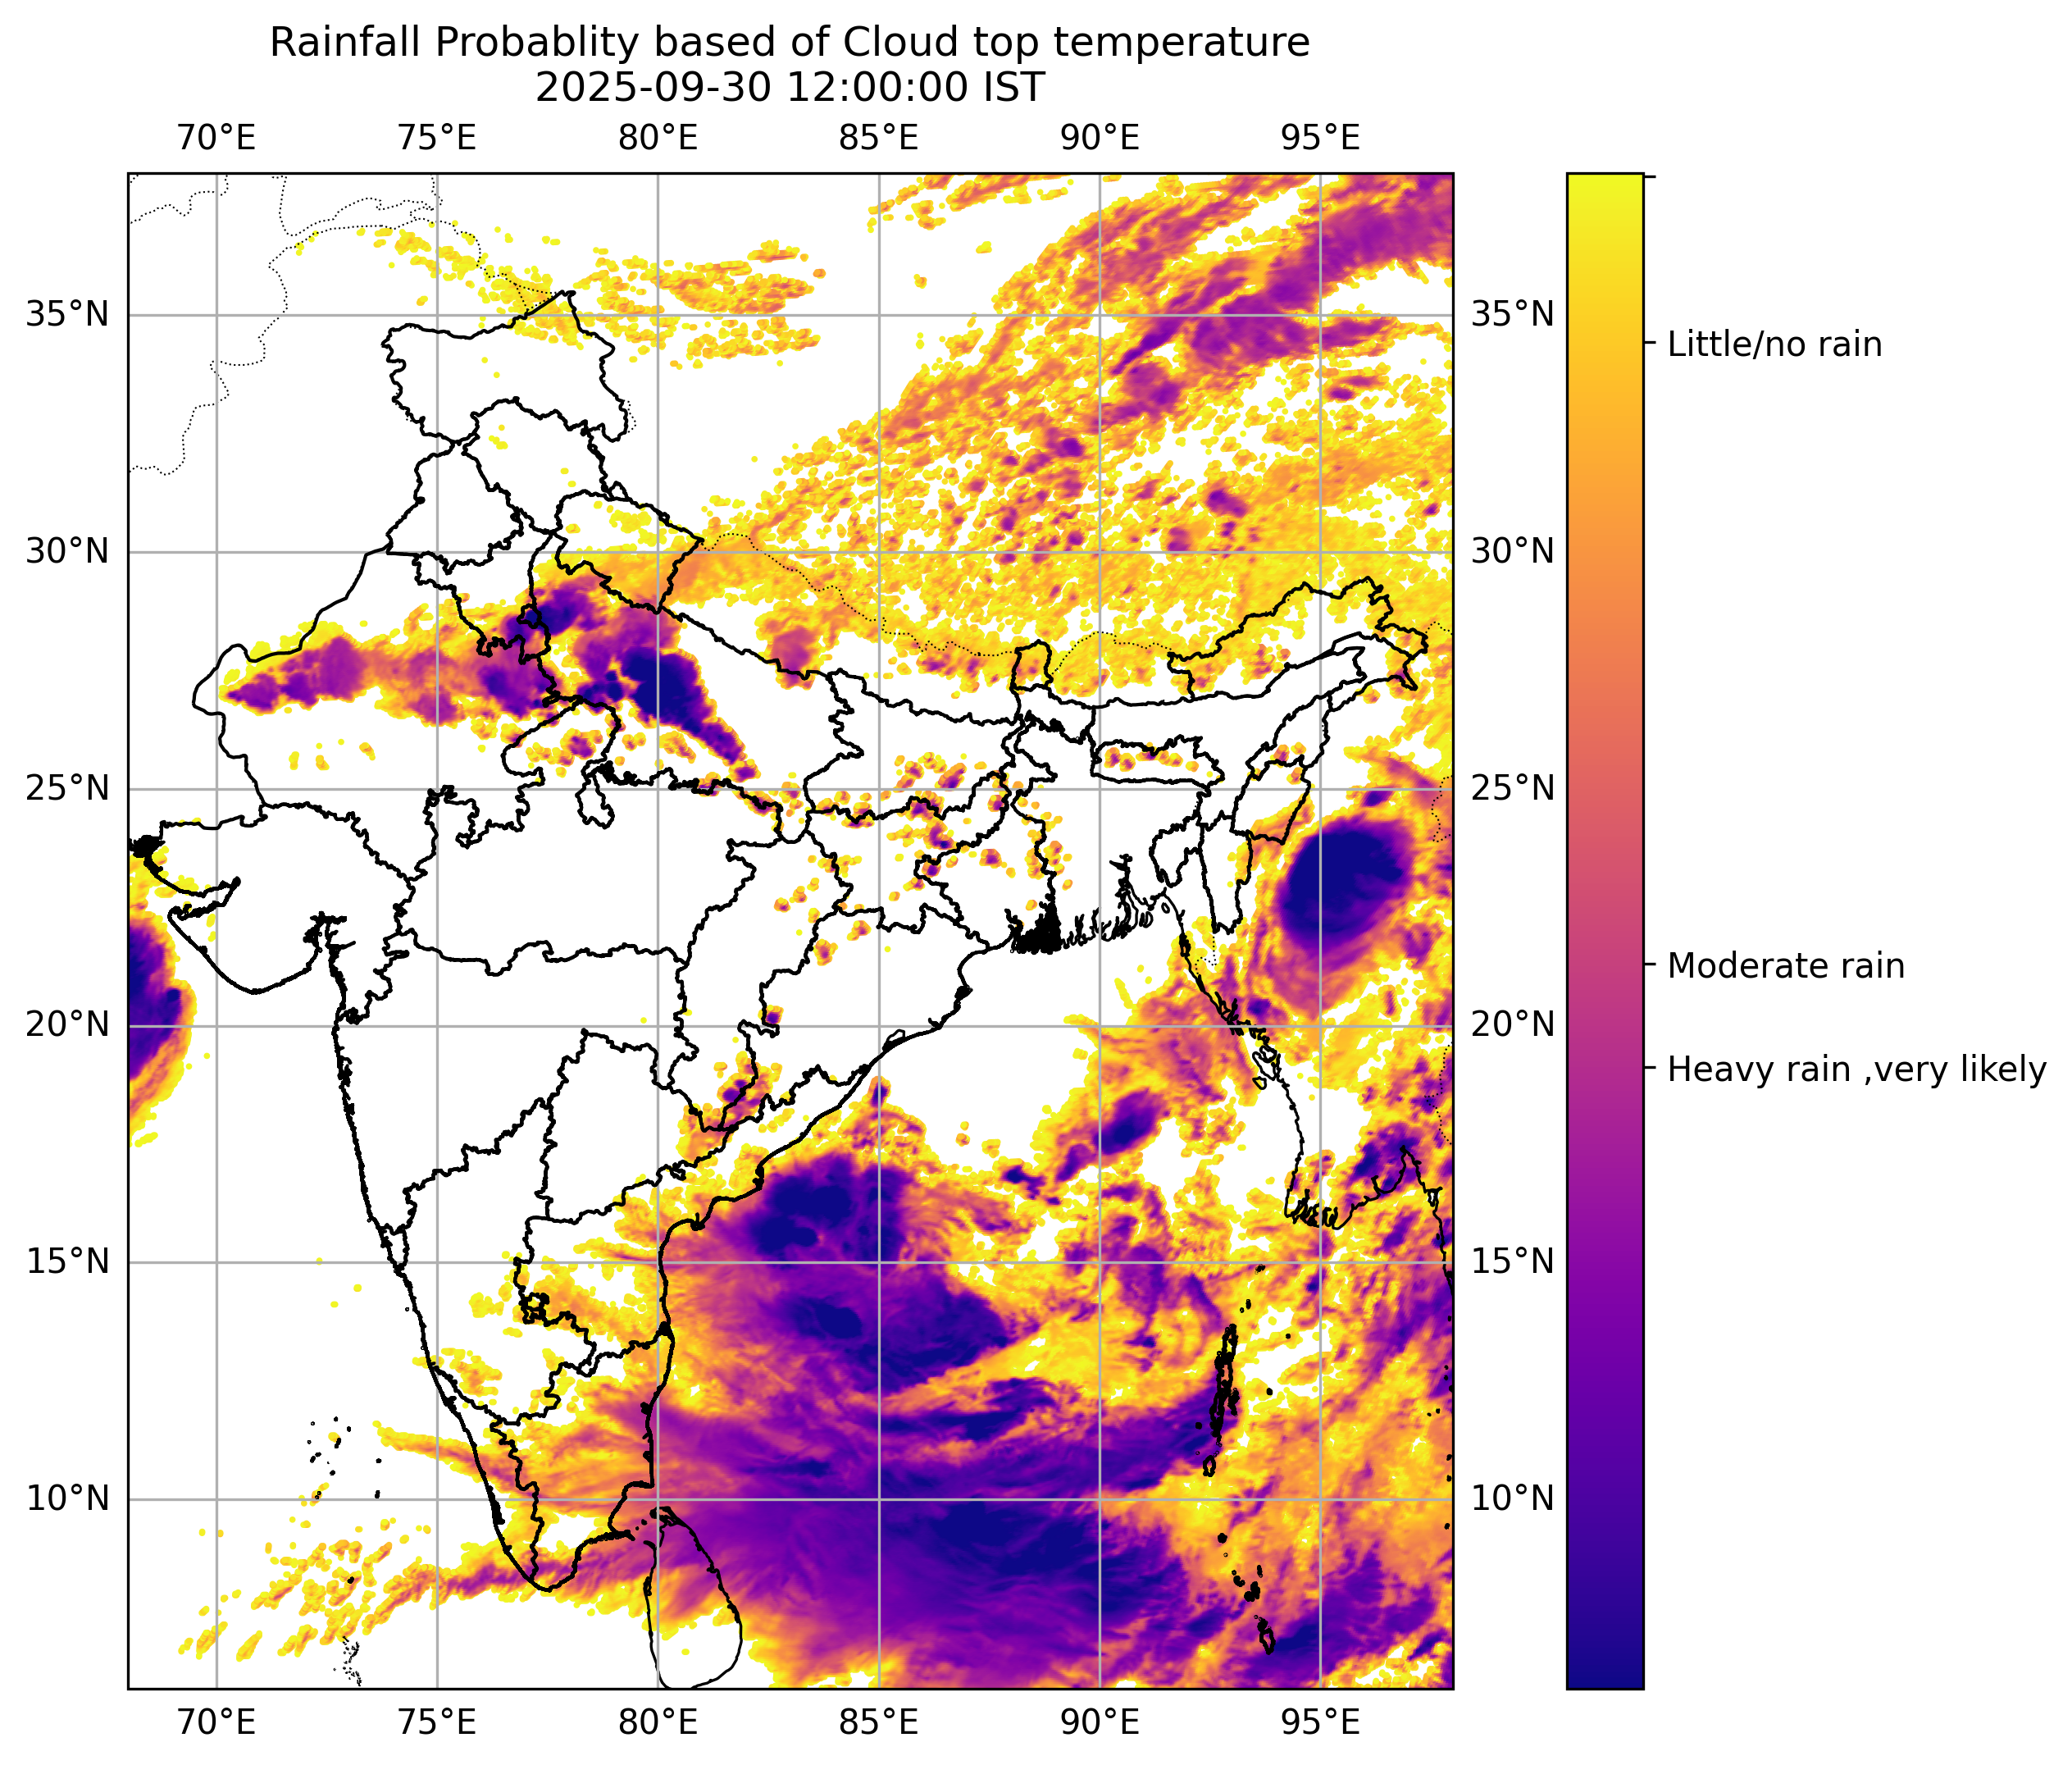 Rainfall Probablity based of Cloud top temperature
2025-09-30 12:00:00 IST
70°E 75°E 80°E 85°E 90°E 95°E
35°N 35°N
Little/no rain
30°N 30°N
25°N 25°N
Moderate rain
20°N 20°N
Heavy rain ,very likely
15°N 15°N
10°N 10°N
70°E 75°E 80°E 85°E 90°E 95°E